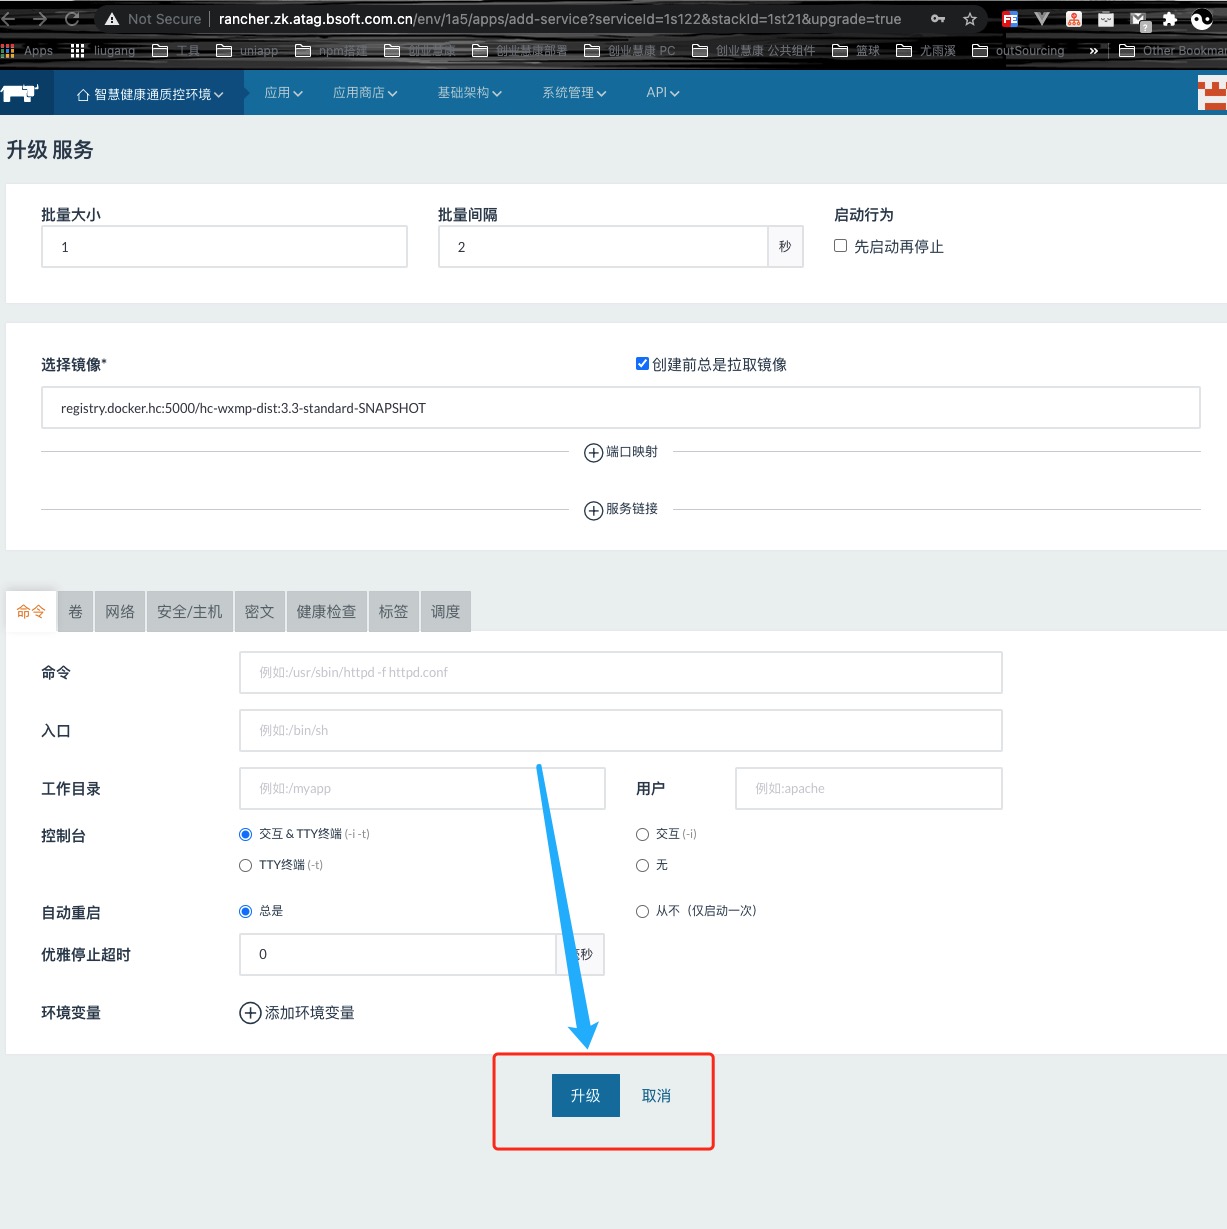 Not Secure | rancher.zk.atag.bsoft.com.cn/env/1a5/apps/add-service?serviceId=1s122&stackId=1st21&upgrade=true
Apps liugang 工具 uniapp npm搭建 创业慧康 创业慧康部署 创业慧康 PC 创业慧康 公共组件 篮球 尤雨溪 outSourcing » Other Bookmar
智慧健康通质控环境 应用 应用商店 基础架构 系统管理 API
升级 服务
批量大小 批量间隔 启动行为
1 2 秒 先启动再停止
选择镜像* 创建前总是拉取镜像
registry.docker.hc:5000/hc-wxmp-dist:3.3-standard-SNAPSHOT
端口映射
服务链接
命令 卷 网络 安全/主机 密文 健康检查 标签 调度
命令 例如:/usr/sbin/httpd -f httpd.conf
入口 例如:/bin/sh
工作目录 例如:/myapp 用户 例如:apache
控制台 交互 & TTY终端 (-i -t) 交互 (-i)
TTY终端 (-t) 无
自动重启 总是 从不（仅启动一次）
优雅停止超时 0 秒
环境变量 添加环境变量
升级 取消